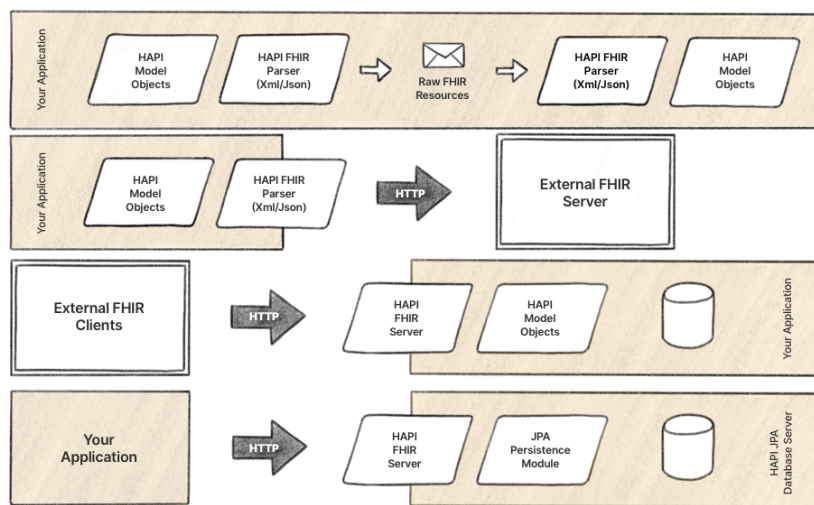 Your Application
HAPI
Model
Objects
HAPI FHIR
Parser
(Xml/Json)
Raw FHIR
Resources
HAPI FHIR
Parser
(Xml/Json)
HAPI
Model
Objects
Your Application
HAPI
Model
Objects
HAPI FHIR
Parser
(Xml/Json)
HTTP
External FHIR
Server
External FHIR
Clients
HTTP
HAPI
FHIR
Server
HAPI
Model
Objects
Your Application
Your
Application
HTTP
HAPI
FHIR
Server
JPA
Persistence
Module
HAPI JPA
Database Server